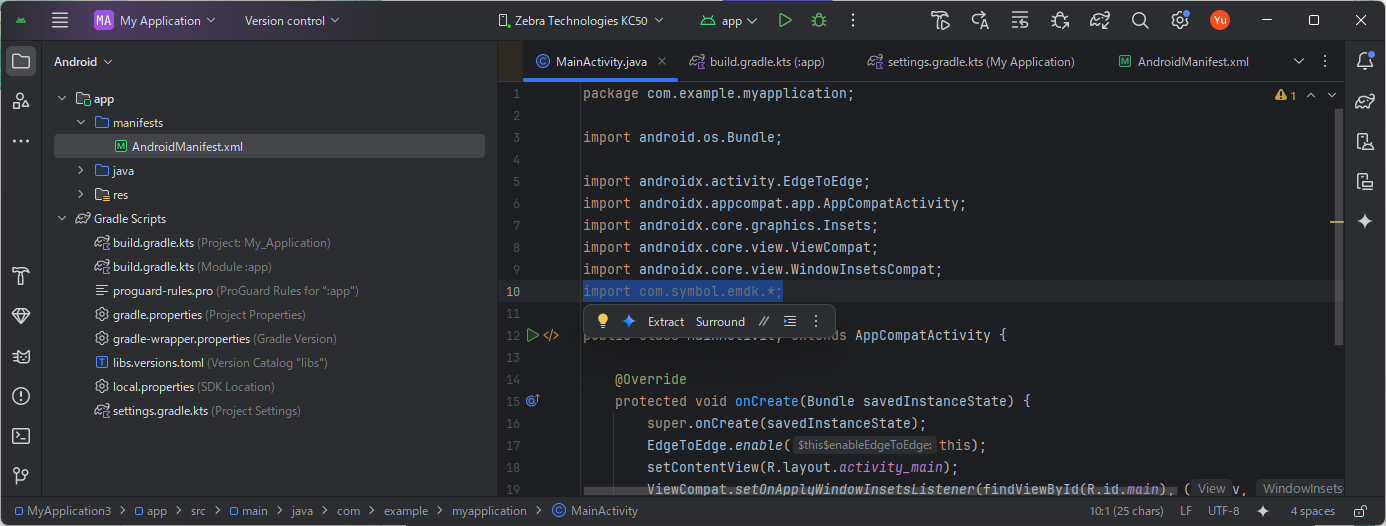 MA My Application Version control Zebra Technologies KC50 app Yu
Android
MainActivity.java build.gradle.kts (:app) settings.gradle.kts (My Application) AndroidManifest.xml
app
manifests
M AndroidManifest.xml
java
res
Gradle Scripts
build.gradle.kts (Project: My_Application)
build.gradle.kts (Module :app)
proguard-rules.pro (ProGuard Rules for ":app")
gradle.properties (Project Properties)
gradle-wrapper.properties (Gradle Version)
libs.versions.toml (Version Catalog "libs")
local.properties (SDK Location)
settings.gradle.kts (Project Settings)
1 package com.example.myapplication; 1
2
3 import android.os.Bundle;
4
5 import androidx.activity.EdgeToEdge;
6 import androidx.appcompat.app.AppCompatActivity;
7 import androidx.core.graphics.Insets;
8 import androidx.core.view.ViewCompat;
9 import androidx.core.view.WindowInsetsCompat;
10 import com.symbol.emdk.*;
11
Extract Surround //
12 public class MainActivity extends AppCompatActivity {
13
14 @Override
15 protected void onCreate(Bundle savedInstanceState) {
16 super.onCreate(savedInstanceState);
17 EdgeToEdge.enable( $this$enableEdgeToEdge: this);
18 setContentView(R.layout.activity_main);
19 ViewCompat.setOnApplyWindowInsetsListener(findViewById(R.id.main), ( View v, WindowInsets
MyApplication3 > app > src > main > java > com > example > myapplication > MainActivity 10:1 (25 chars) LF UTF-8 4 spaces